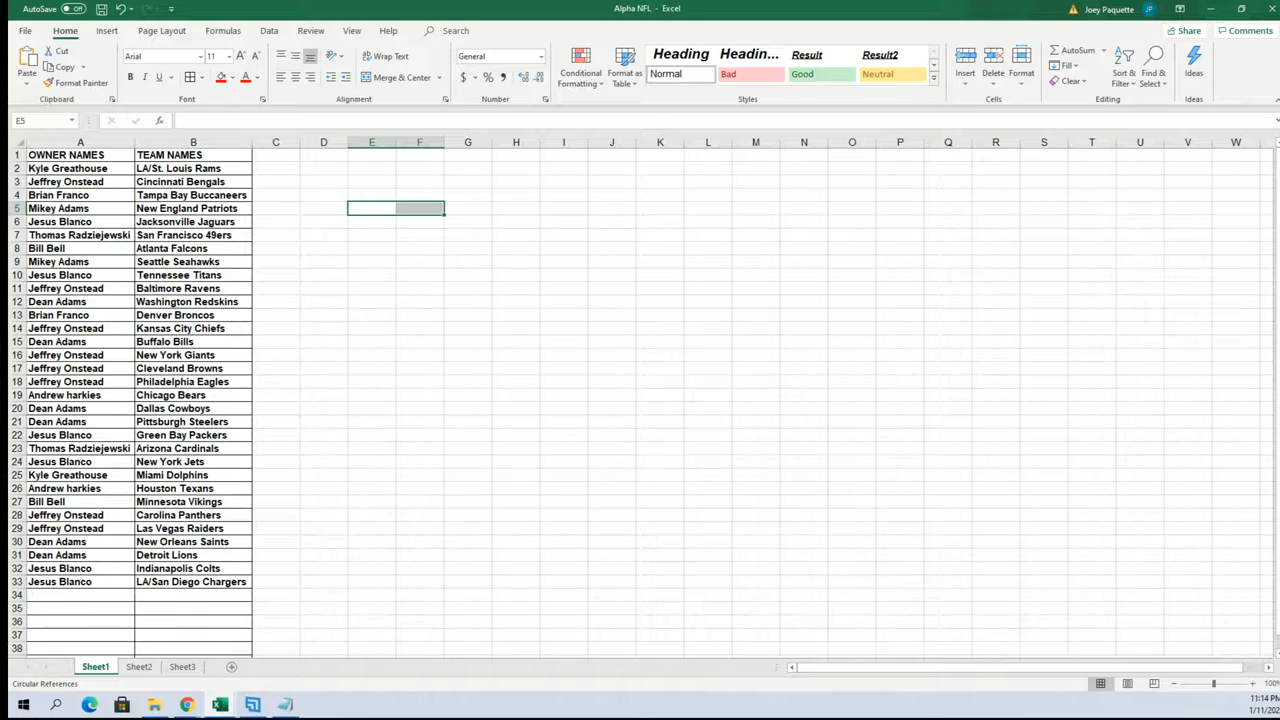 AutoSave Off
Alpha NFL - Excel
Joey Paquette JP
File Home Insert Page Layout Formulas Data Review View Help Search
Share Comments
Cut
Copy
Format Painter
Paste
Arial 11
B I U
Wrap Text
Merge & Center
General
$ % ,
Conditional Formatting
Format as Table
Heading Headin... Result Result2
Normal Bad Good Neutral
Insert Delete Format
AutoSum
Fill
Clear
Sort & Filter
Find & Select
Ideas
Clipboard Font Alignment Number Styles Cells Editing Ideas
E5 fx
A B C D E F G H I J K L M N O P Q R S T U V W
1 OWNER NAMES TEAM NAMES
2 Kyle Greathouse LA/St. Louis Rams
3 Jeffrey Onstead Cincinnati Bengals
4 Brian Franco Tampa Bay Buccaneers
5 Mikey Adams New England Patriots
6 Jesus Blanco Jacksonville Jaguars
7 Thomas Radziejewski San Francisco 49ers
8 Bill Bell Atlanta Falcons
9 Mikey Adams Seattle Seahawks
10 Jesus Blanco Tennessee Titans
11 Jeffrey Onstead Baltimore Ravens
12 Dean Adams Washington Redskins
13 Brian Franco Denver Broncos
14 Jeffrey Onstead Kansas City Chiefs
15 Dean Adams Buffalo Bills
16 Jeffrey Onstead New York Giants
17 Jeffrey Onstead Cleveland Browns
18 Jeffrey Onstead Philadelphia Eagles
19 Andrew harkies Chicago Bears
20 Dean Adams Dallas Cowboys
21 Dean Adams Pittsburgh Steelers
22 Jesus Blanco Green Bay Packers
23 Thomas Radziejewski Arizona Cardinals
24 Jesus Blanco New York Jets
25 Kyle Greathouse Miami Dolphins
26 Andrew harkies Houston Texans
27 Bill Bell Minnesota Vikings
28 Jeffrey Onstead Carolina Panthers
29 Jeffrey Onstead Las Vegas Raiders
30 Dean Adams New Orleans Saints
31 Dean Adams Detroit Lions
32 Jesus Blanco Indianapolis Colts
33 Jesus Blanco LA/San Diego Chargers
34
35
36
37
38
Sheet1 Sheet2 Sheet3
Circular References
100%
11:14 PM
1/11/202